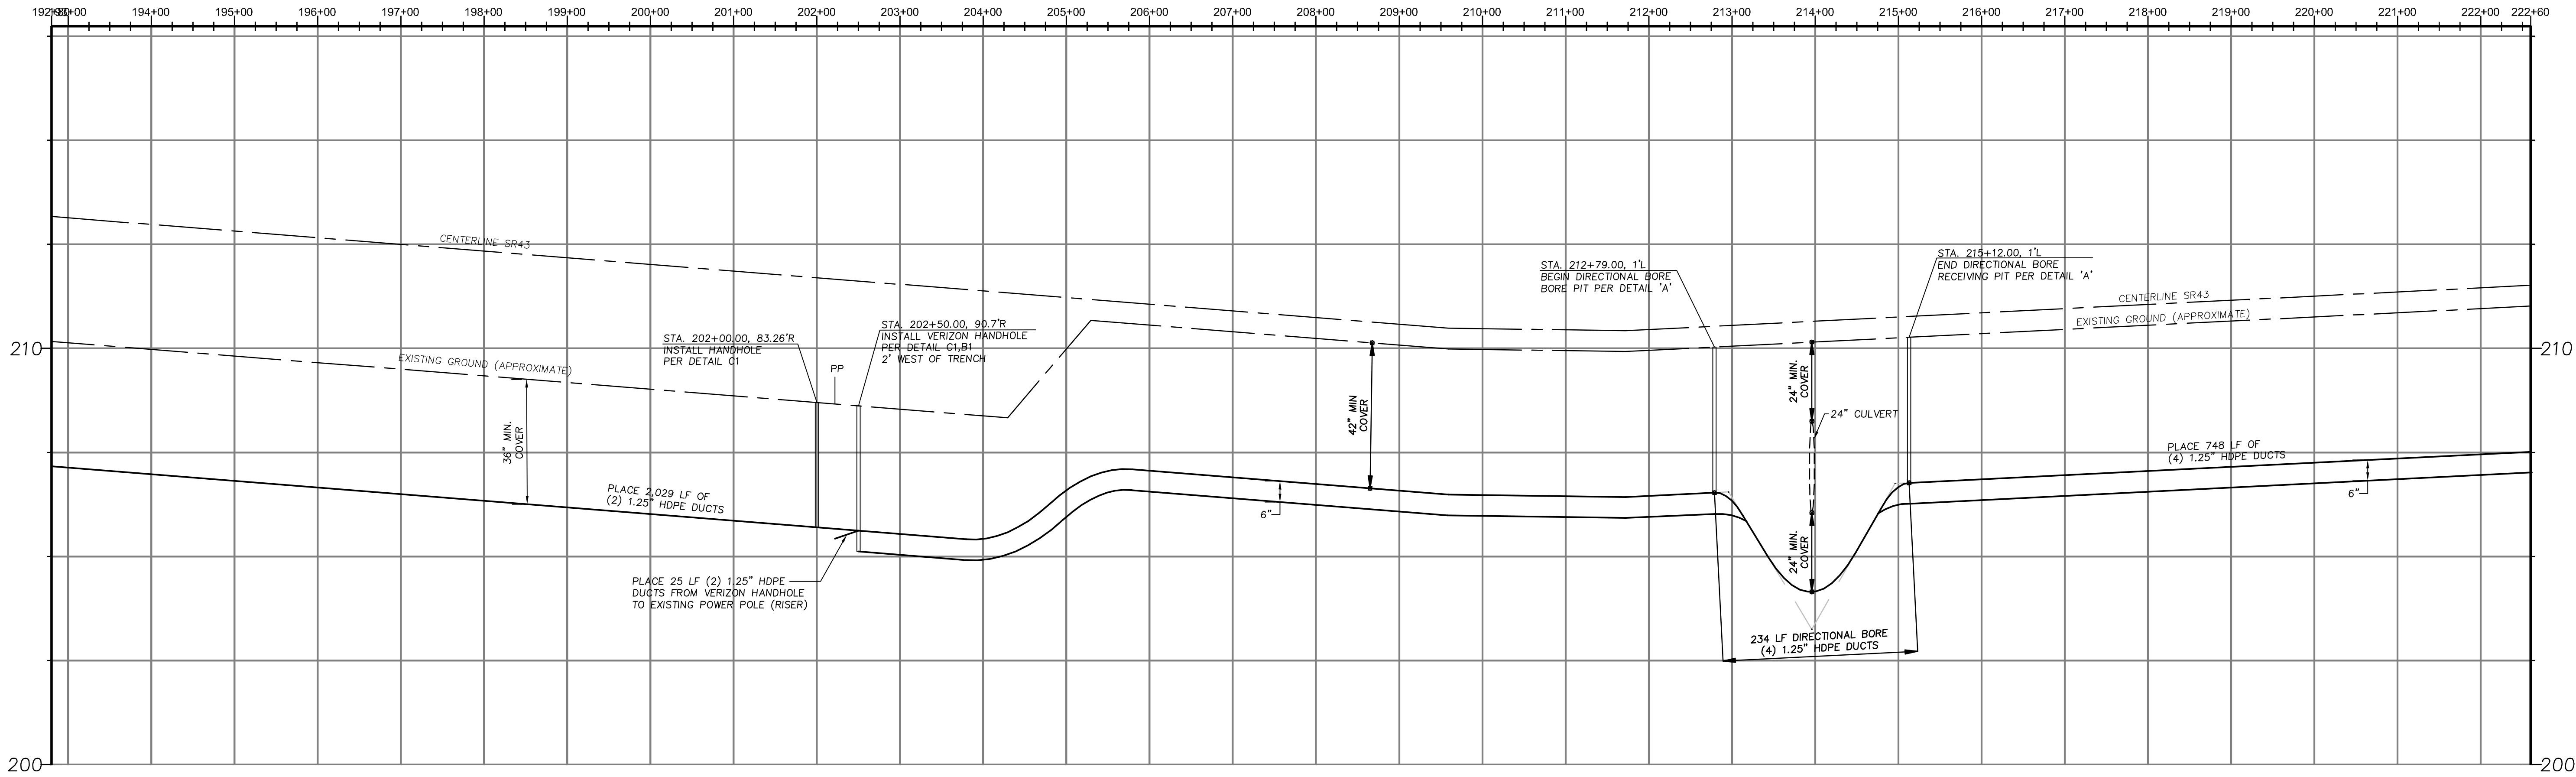 192+80
193+00
194+00
195+00
196+00
197+00
198+00
199+00
200+00
201+00
202+00
203+00
204+00
205+00
206+00
207+00
208+00
209+00
210+00
211+00
212+00
213+00
214+00
215+00
216+00
217+00
218+00
219+00
220+00
221+00
222+00
222+60
CENTERLINE SR43
EXISTING GROUND (APPROXIMATE)
36" MIN.
COVER
PLACE 2,029 LF OF
(2) 1.25" HDPE DUCTS
STA. 202+00.00, 83.26'R
INSTALL HANDHOLE
PER DETAIL C1
PP
STA. 202+50.00, 90.7'R
INSTALL VERIZON HANDHOLE
PER DETAIL C1,B1
2' WEST OF TRENCH
PLACE 25 LF (2) 1.25" HDPE
DUCTS FROM VERIZON HANDHOLE
TO EXISTING POWER POLE (RISER)
6"
42" MIN
COVER
STA. 212+79.00, 1'L
BEGIN DIRECTIONAL BORE
BORE PIT PER DETAIL 'A'
24" MIN.
COVER
24" CULVERT
24" MIN.
COVER
234 LF DIRECTIONAL BORE
(4) 1.25" HDPE DUCTS
STA. 215+12.00, 1'L
END DIRECTIONAL BORE
RECEIVING PIT PER DETAIL 'A'
CENTERLINE SR43
EXISTING GROUND (APPROXIMATE)
PLACE 748 LF OF
(4) 1.25" HDPE DUCTS
6"
210
210
200
200